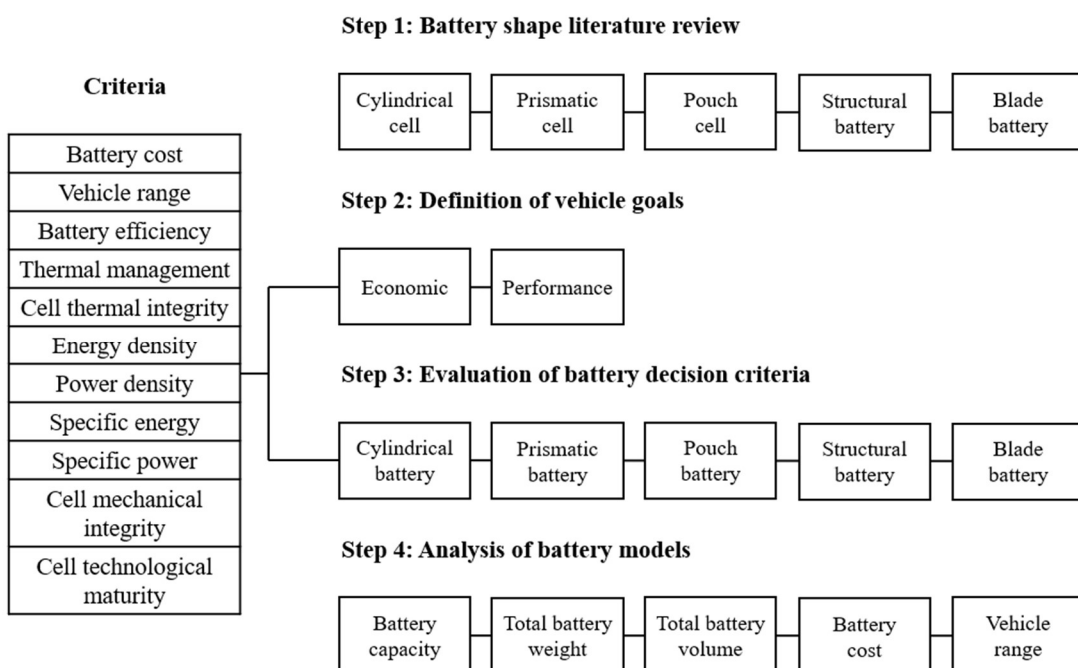 Criteria
Battery cost
Vehicle range
Battery efficiency
Thermal management
Cell thermal integrity
Energy density
Power density
Specific energy
Specific power
Cell mechanical
integrity
Cell technological
maturity
Step 1: Battery shape literature review
Cylindrical
cell
Prismatic
cell
Pouch
cell
Structural
battery
Blade
battery
Step 2: Definition of vehicle goals
Economic
Performance
Step 3: Evaluation of battery decision criteria
Cylindrical
battery
Prismatic
battery
Pouch
battery
Structural
battery
Blade
battery
Step 4: Analysis of battery models
Battery
capacity
Total battery
weight
Total battery
volume
Battery
cost
Vehicle
range